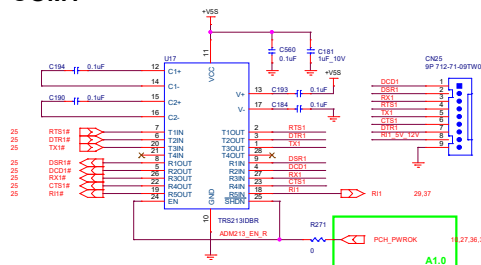 +V5S
U17
C194 0.1uF
C190 0.1uF
12 C1+
14 C1-
15 C2+
16 C2-
11 VCC
C560
0.1uF
C181
1uF_10V
+V5S
V+ 13 C193 0.1uF
V- 17 C184 0.1uF
25 RTS1# 7 T1IN T1OUT 2 RTS1
25 DTR1# 6 T2IN T2OUT 3 DTR1
25 TX1# 20 T3IN T3OUT 1 TX1
21 T4IN T4OUT 28
25 DSR1# 8 R1OUT R1IN 9 DSR1
25 DCD1# 5 R2OUT R2IN 4 DCD1
25 RX1# 26 R3OUT R3IN 27 RX1
25 CTS1# 22 R4OUT R4IN 23 CTS1
25 RI1# 19 R5OUT R5IN 18 RI1 RI1 29,37
24 EN SHDN 25
GND 10
TRS213IDBR
ADM213_EN_R
R271
0
PCH_PWROK
A1.0
CN25
9P 712-71-09TW0
DCD1 1
DSR1 2
RX1 3
RTS1 4
TX1 5
CTS1 6
DTR1 7
RI1_5V_12V 8
9